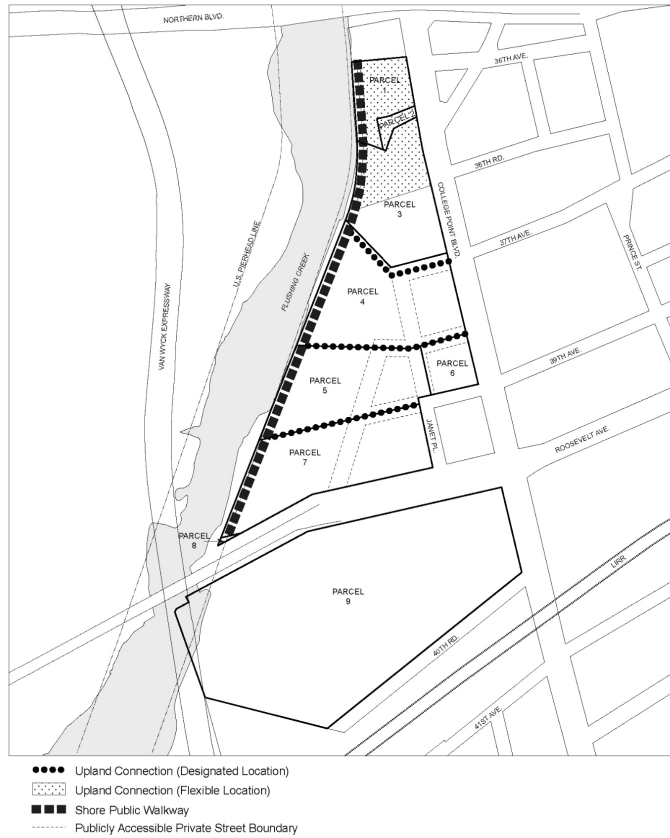 NORTHERN BLVD.
36TH AVE.
PARCEL
1
PARCEL 2
36TH RD.
COLLEGE POINT BLVD.
PARCEL
3
37TH AVE.
PRINCE ST.
U.S. PIERHEAD LINE
FLUSHING CREEK
VAN WYCK EXPRESSWAY
PARCEL
4
39TH AVE.
PARCEL
5
PARCEL
6
JANET PL.
ROOSEVELT AVE.
PARCEL
7
PARCEL
8
PARCEL
9
LIRR
40TH RD.
41ST AVE.
Upland Connection (Designated Location)
Upland Connection (Flexible Location)
Shore Public Walkway
Publicly Accessible Private Street Boundary